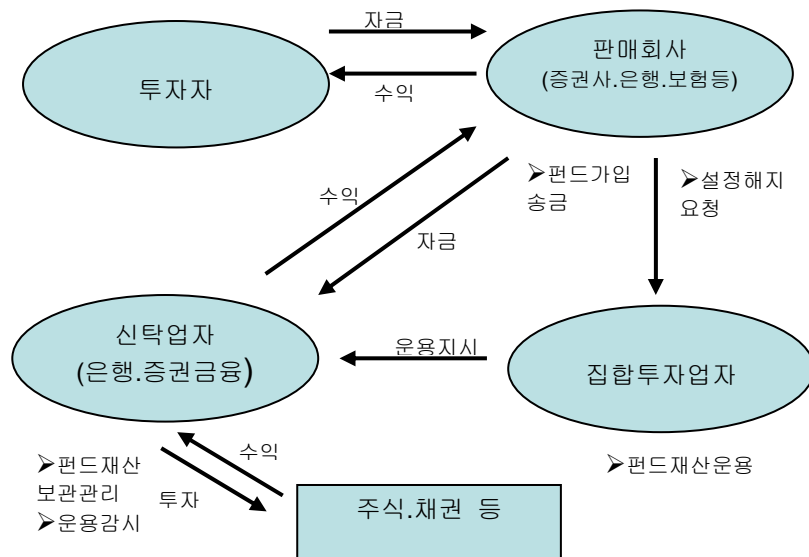 자금
투자자
판매회사
(증권사.은행.보험등)
수익
수익
➢펀드가입
송금
➢설정해지
요청
자금
신탁업자
(은행.증권금융)
운용지시
집합투자업자
➢펀드재산
보관관리
➢운용감시
수익
투자
➢펀드재산운용
주식.채권 등